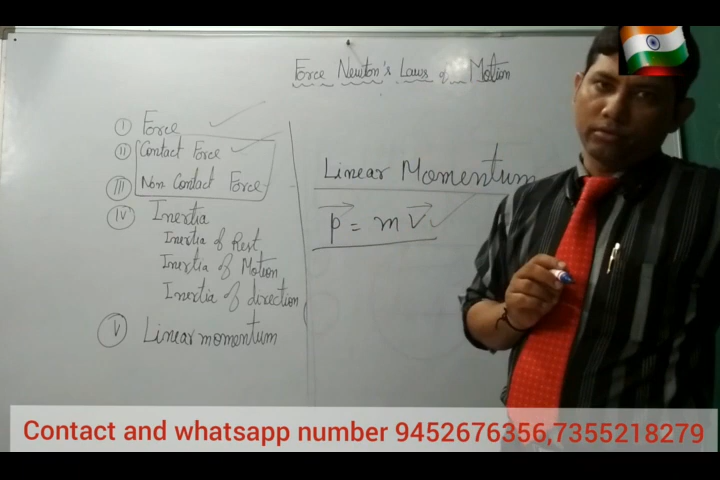 Force Newton's Laws of Motion
I Force
II Contact Force
III Non Contact Force
IV Inertia
Inertia of Rest
Inertia of Motion
Inertia of direction
V Linear momentum
Linear Momentum
p = m v
Contact and whatsapp number 9452676356,7355218279